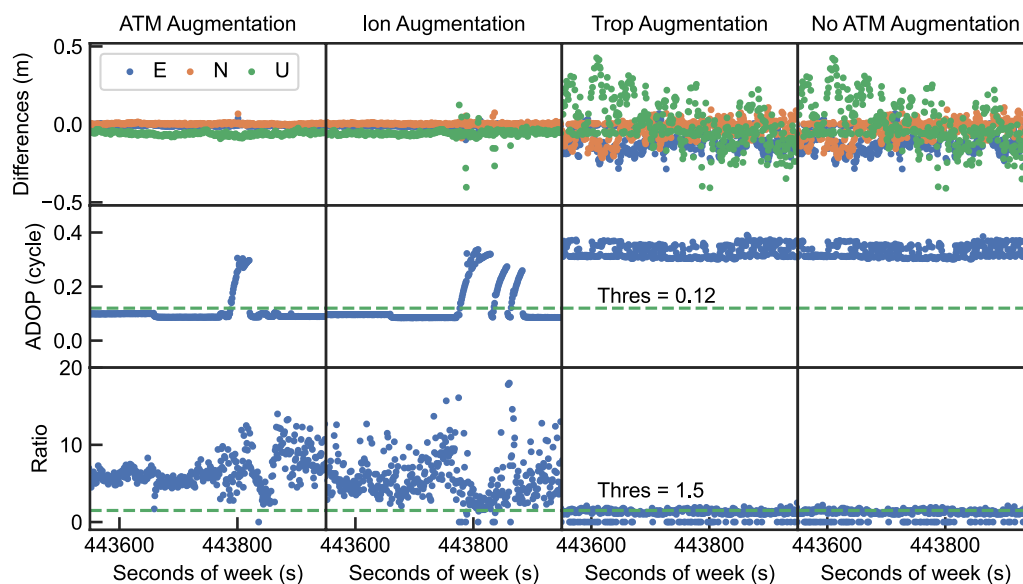 ATM Augmentation Ion Augmentation Trop Augmentation No ATM Augmentation
Differences (m)
0.5
0.0
−0.5
E N U
ADOP (cycle)
0.4
0.2
0.0
Thres = 0.12
Ratio
20
10
0
Thres = 1.5
443600 443800 443600 443800 443600 443800 443600 443800
Seconds of week (s) Seconds of week (s) Seconds of week (s) Seconds of week (s)